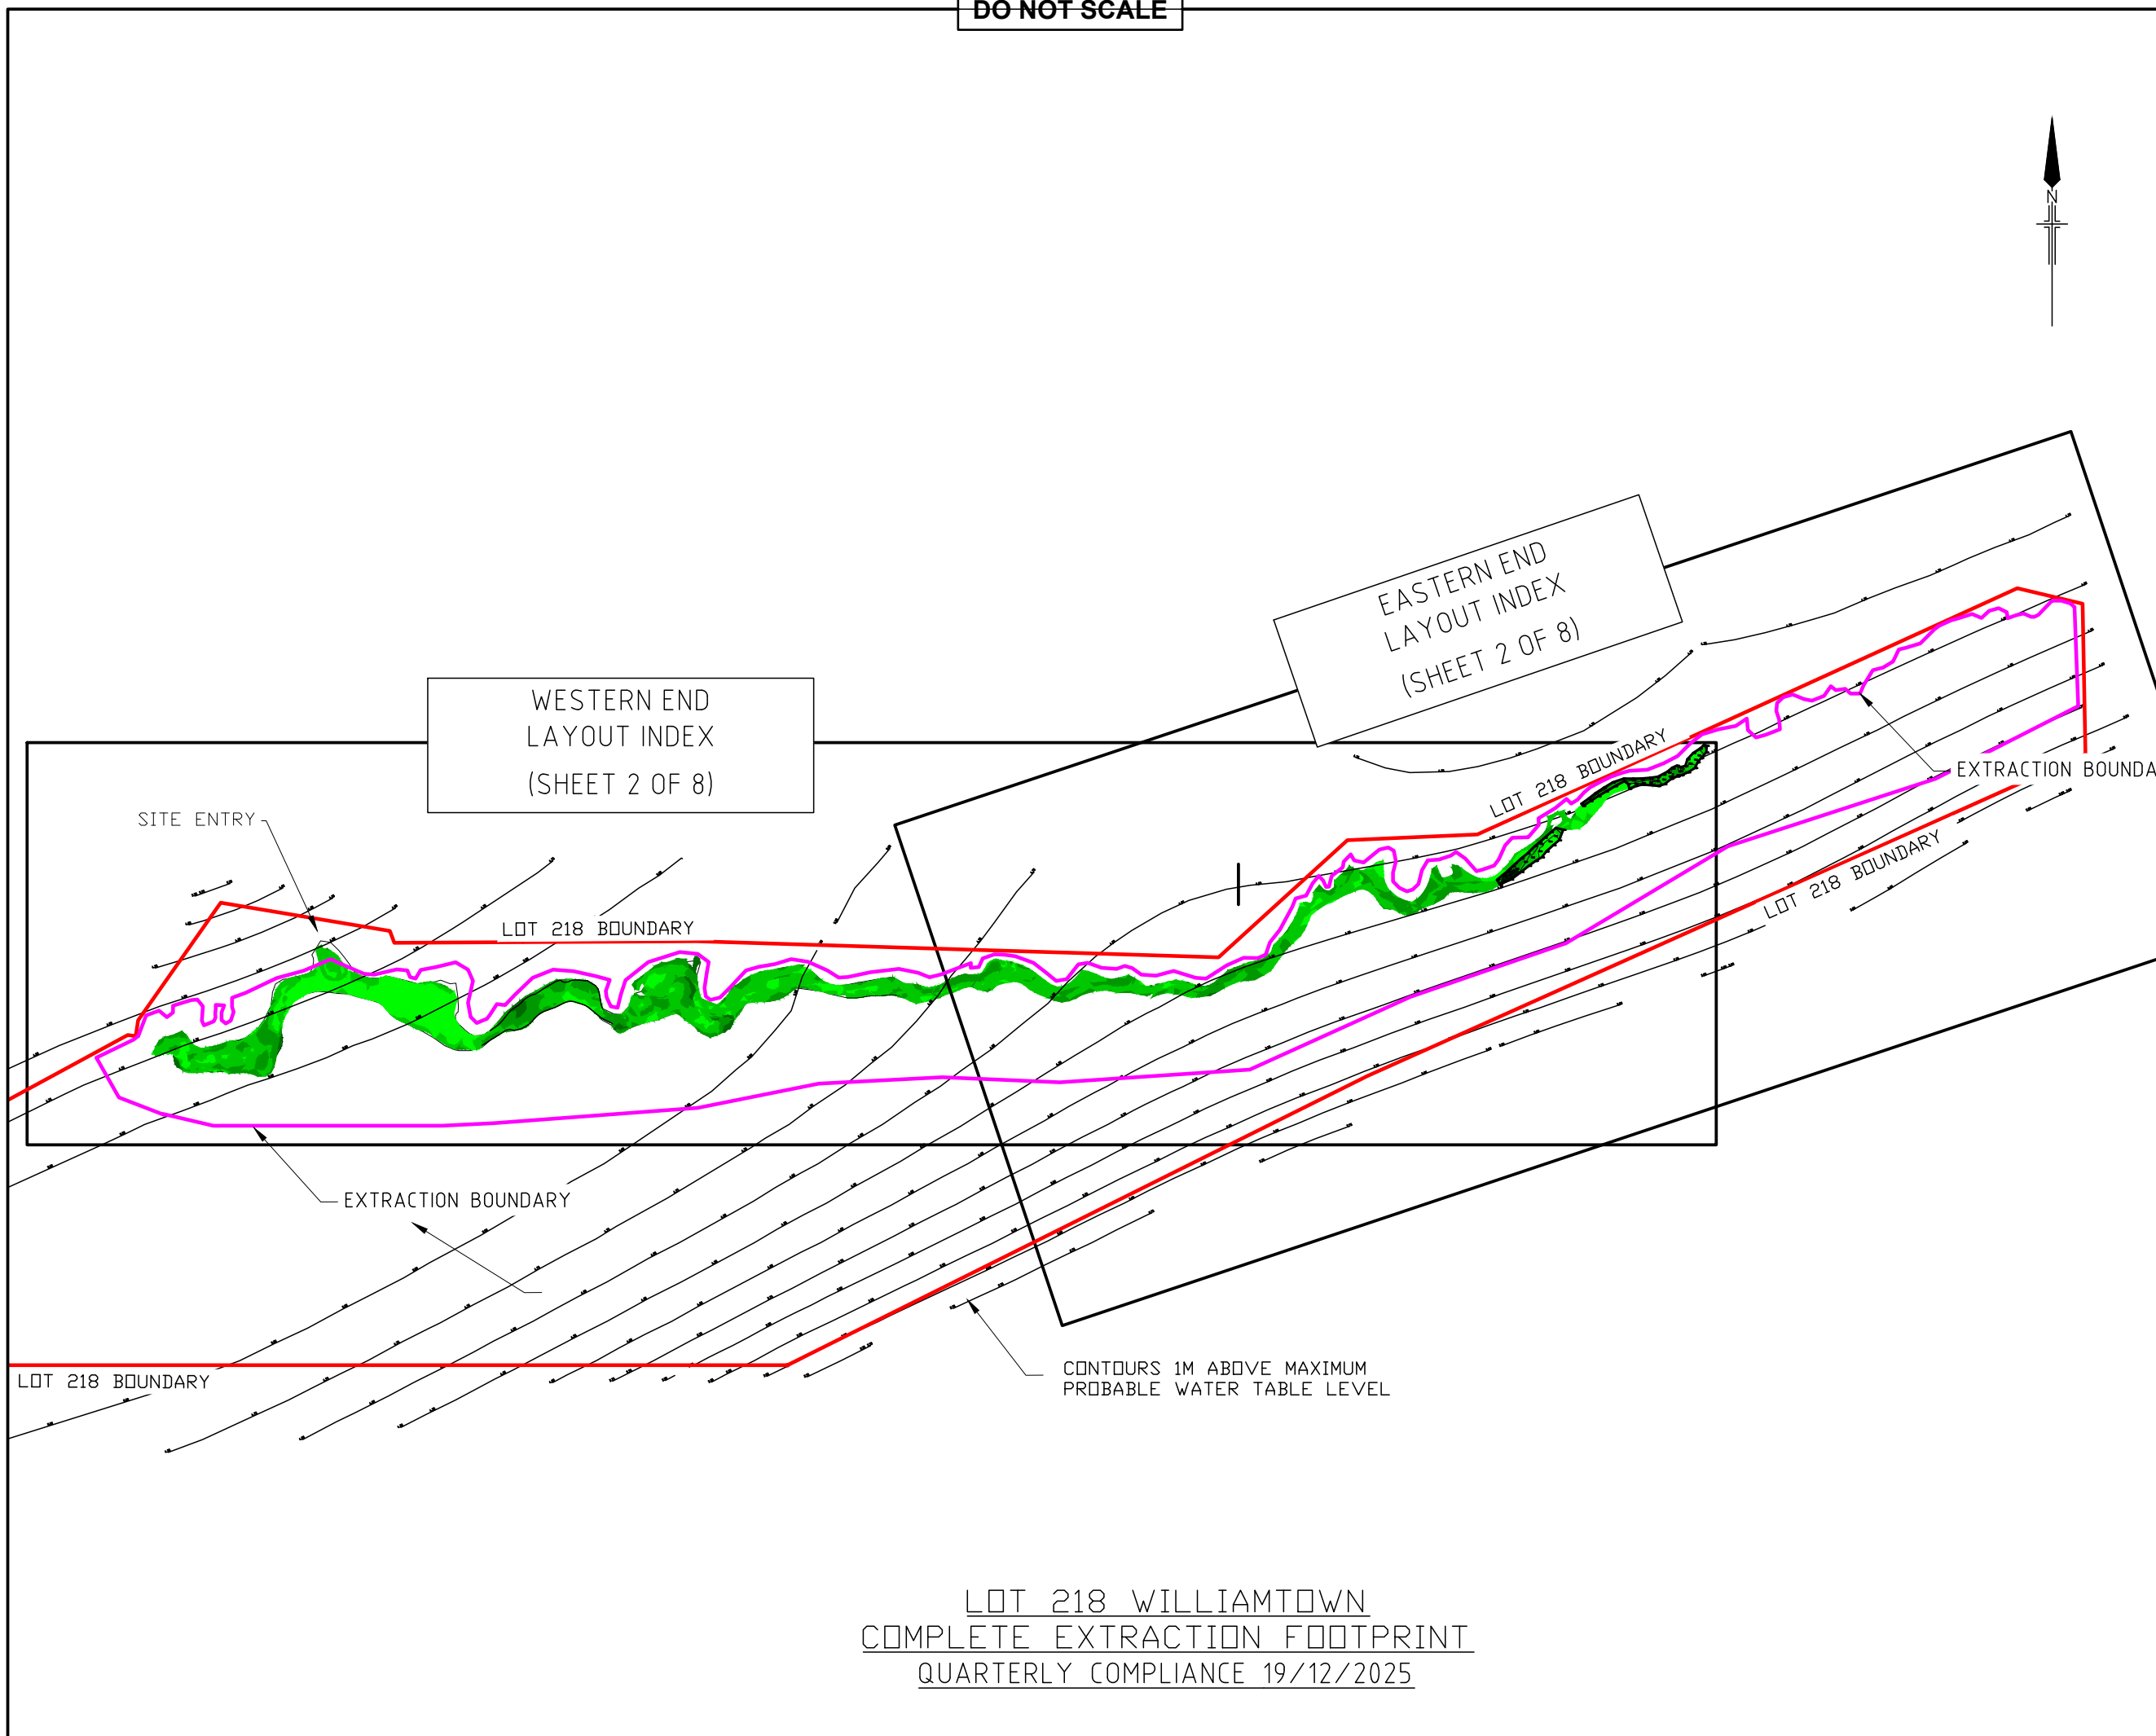 DO NOT SCALE
N
EASTERN END
LAYOUT INDEX
(SHEET 2 OF 8)
WESTERN END
LAYOUT INDEX
(SHEET 2 OF 8)
LOT 218 BOUNDARY
EXTRACTION BOUNDA
SITE ENTRY
LOT 218 BOUNDARY
LOT 218 BOUNDARY
EXTRACTION BOUNDARY
CONTOURS 1M ABOVE MAXIMUM
PROBABLE WATER TABLE LEVEL
LOT 218 BOUNDARY
LOT 218 WILLIAMTOWN
COMPLETE EXTRACTION FOOTPRINT
QUARTERLY COMPLIANCE 19/12/2025